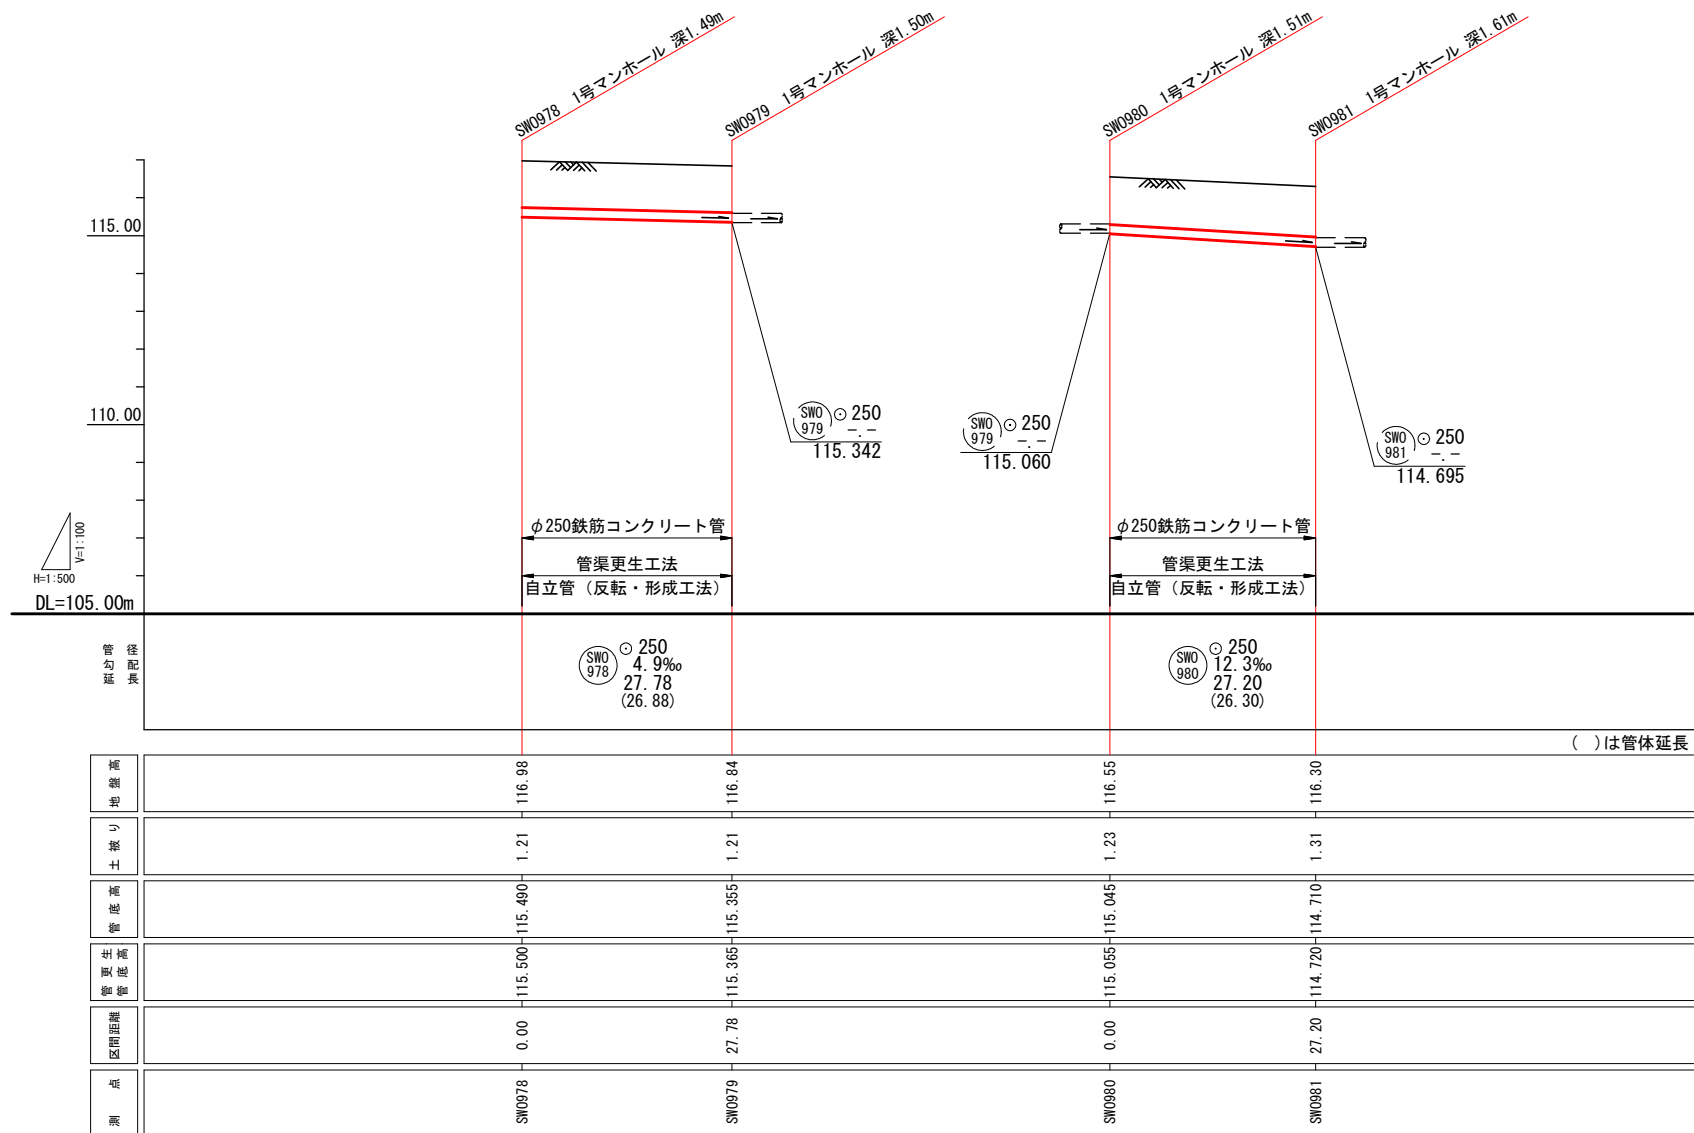 SWO978 1号マンホール 深1.49m
SWO979 1号マンホール 深1.50m
SWO980 1号マンホール 深1.51m
SWO981 1号マンホール 深1.61m
115.00
110.00
SWO
979
250
-.-
115.342
SWO
979
250
-.-
115.060
SWO
981
250
-.-
114.695
V=1:100
H=1:500
DL=105.00m
φ250鉄筋コンクリート管
管渠更生工法
自立管（反転・形成工法）
φ250鉄筋コンクリート管
管渠更生工法
自立管（反転・形成工法）
管径
勾配
延長
SWO
978
250
4.9‰
27.78
(26.88)
SWO
980
250
12.3‰
27.20
(26.30)
(　)は管体延長
地盤高 116.98 116.84 116.55 116.30
土被り 1.21 1.21 1.23 1.31
管底高 115.490 115.355 115.045 114.710
管更生
管底高 115.500 115.365 115.055 114.720
区間距離 0.00 27.78 0.00 27.20
測点 SWO978 SWO979 SWO980 SWO981